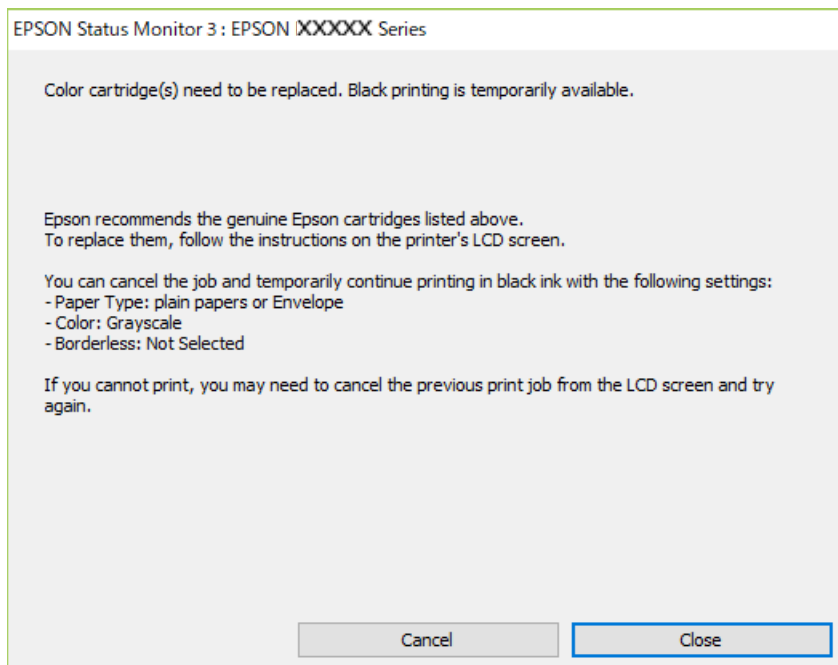 EPSON Status Monitor 3 : EPSON XXXXX Series
Color cartridge(s) need to be replaced. Black printing is temporarily available.
Epson recommends the genuine Epson cartridges listed above.
To replace them, follow the instructions on the printer's LCD screen.
You can cancel the job and temporarily continue printing in black ink with the following settings:
- Paper Type: plain papers or Envelope
- Color: Grayscale
- Borderless: Not Selected
If you cannot print, you may need to cancel the previous print job from the LCD screen and try
again.
Cancel
Close